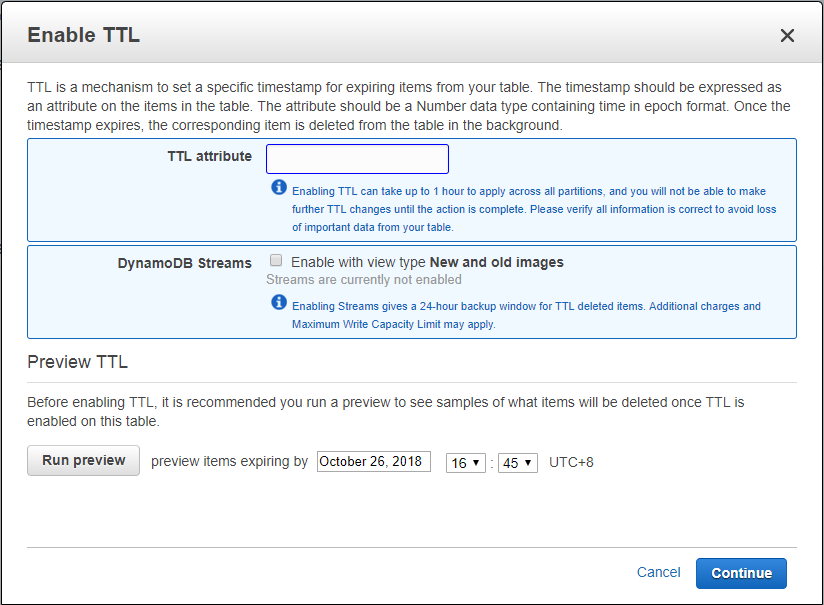 Enable TTL
TTL is a mechanism to set a specific timestamp for expiring items from your table. The timestamp should be expressed as
an attribute on the items in the table. The attribute should be a Number data type containing time in epoch format. Once the
timestamp expires, the corresponding item is deleted from the table in the background.
TTL attribute
Enabling TTL can take up to 1 hour to apply across all partitions, and you will not be able to make
further TTL changes until the action is complete. Please verify all information is correct to avoid loss
of important data from your table.
DynamoDB Streams Enable with view type New and old images
Streams are currently not enabled
Enabling Streams gives a 24-hour backup window for TTL deleted items. Additional charges and
Maximum Write Capacity Limit may apply.
Preview TTL
Before enabling TTL, it is recommended you run a preview to see samples of what items will be deleted once TTL is
enabled on this table.
Run preview preview items expiring by October 26, 2018 16 : 45 UTC+8
Cancel Continue